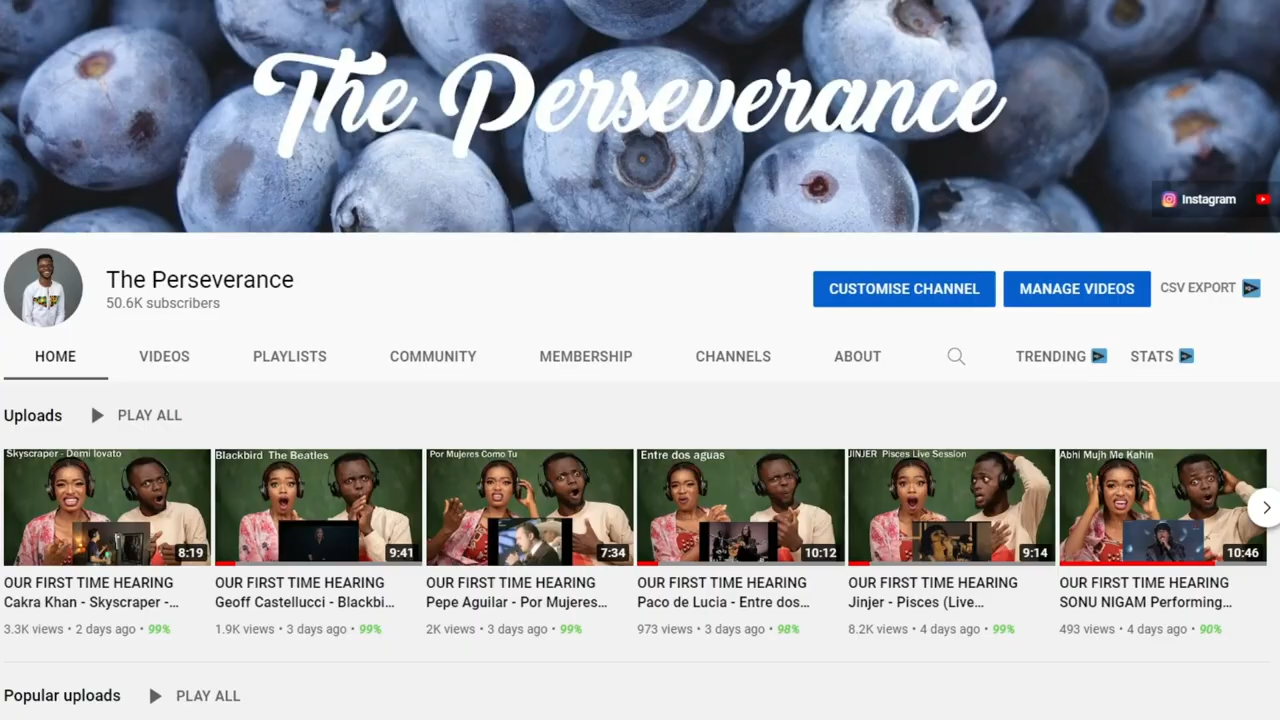 The Perseverance
Instagram
The Perseverance
50.6K subscribers
CUSTOMISE CHANNEL
MANAGE VIDEOS
CSV EXPORT
HOME
VIDEOS
PLAYLISTS
COMMUNITY
MEMBERSHIP
CHANNELS
ABOUT
TRENDING
STATS
Uploads
PLAY ALL
Skyscraper - Demi lovato
8:19
OUR FIRST TIME HEARING
Cakra Khan - Skyscraper -...
3.3K views • 2 days ago • 99%
Blackbird The Beatles
9:41
OUR FIRST TIME HEARING
Geoff Castellucci - Blackbi...
1.9K views • 3 days ago • 99%
Por Mujeres Como Tu
7:34
OUR FIRST TIME HEARING
Pepe Aguilar - Por Mujeres...
2K views • 3 days ago • 99%
Entre dos aguas
10:12
OUR FIRST TIME HEARING
Paco de Lucia - Entre dos...
973 views • 3 days ago • 98%
JINJER Pisces Live Session
9:14
OUR FIRST TIME HEARING
Jinjer - Pisces (Live...
8.2K views • 4 days ago • 99%
Abhi Mujh Me Kahin
10:46
OUR FIRST TIME HEARING
SONU NIGAM Performing...
493 views • 4 days ago • 90%
Popular uploads
PLAY ALL